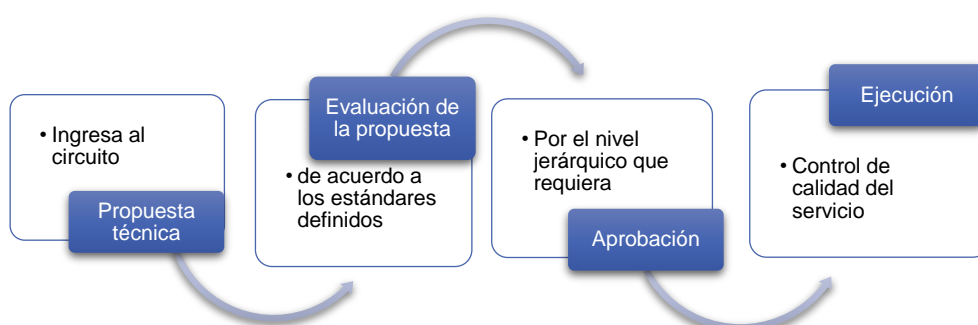 • Ingresa al
circuito
Propuesta
técnica
Evaluación de
la propuesta
• de acuerdo a
los estándares
definidos
• Por el nivel
jerárquico que
requiera
Aprobación
Ejecución
• Control de
calidad del
servicio